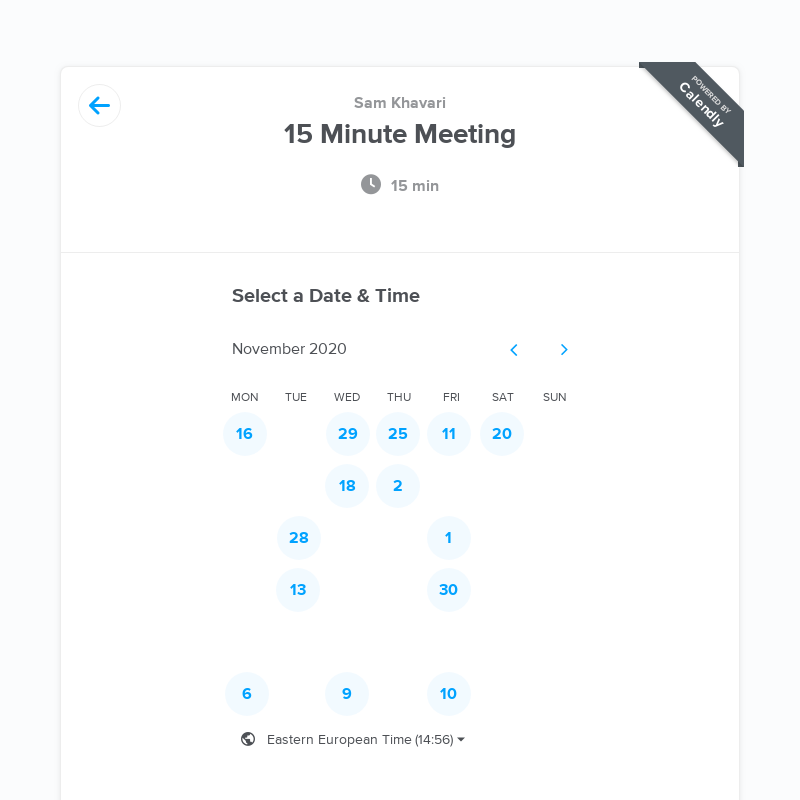 POWERED BY
Calendly
Sam Khavari
15 Minute Meeting
15 min
Select a Date & Time
November 2020
MON TUE WED THU FRI SAT SUN
16 29 25 11 20
18 2
28 1
13 30
6 9 10
Eastern European Time (14:56)